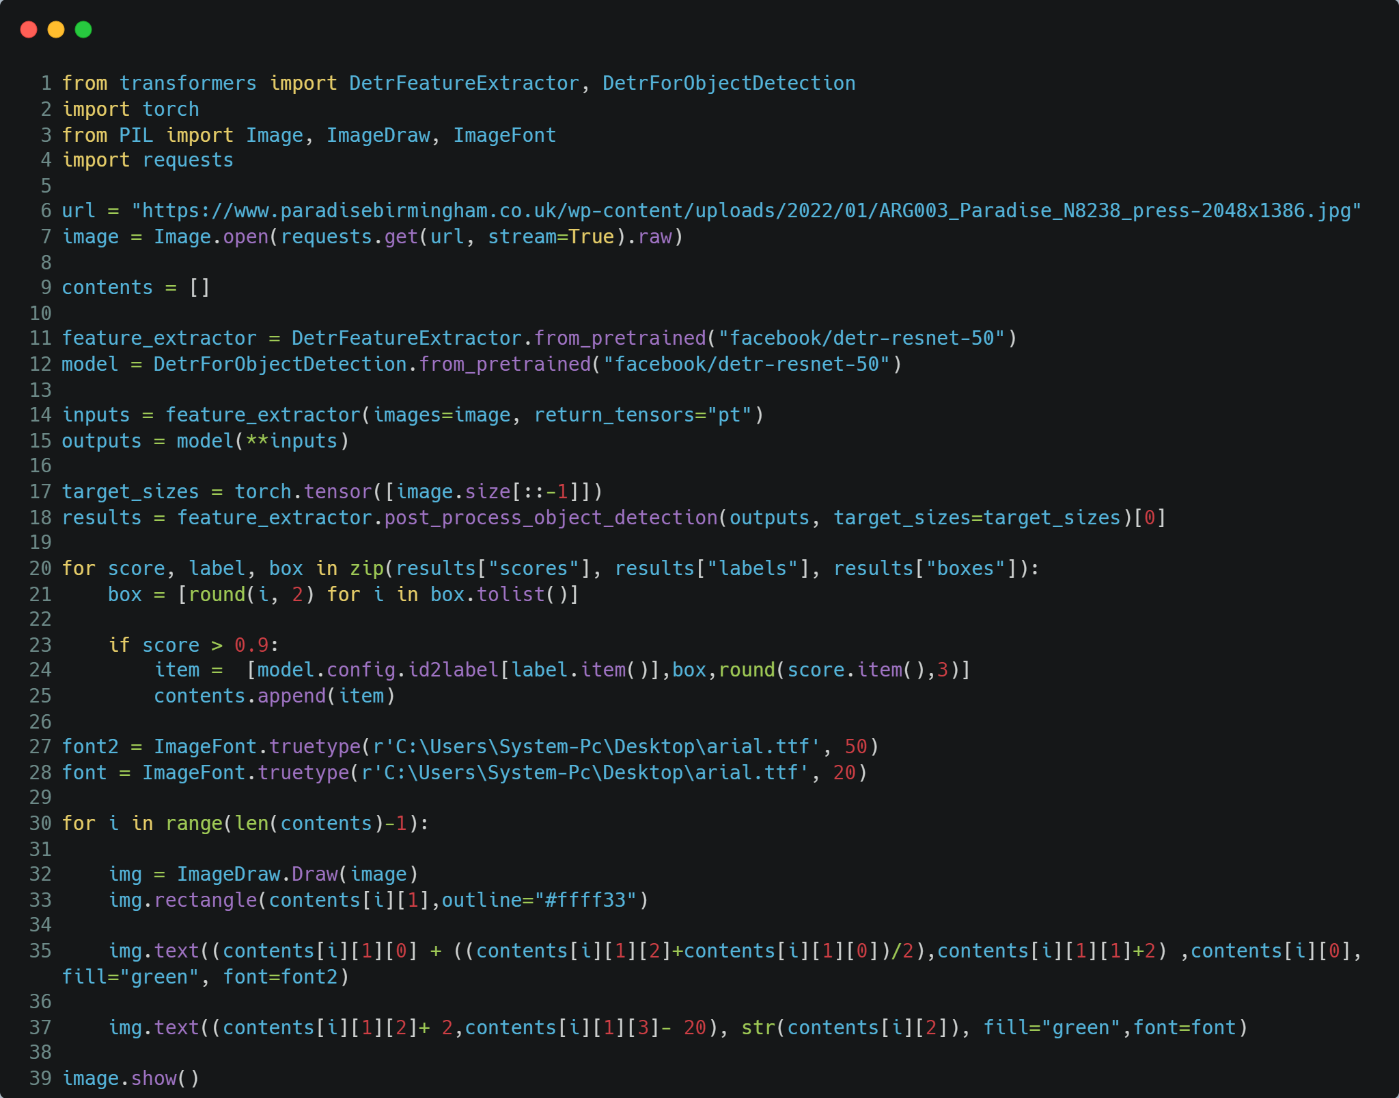 1 from transformers import DetrFeatureExtractor, DetrForObjectDetection
2 import torch
3 from PIL import Image, ImageDraw, ImageFont
4 import requests
5
6 url = "https://www.paradisebirmingham.co.uk/wp-content/uploads/2022/01/ARG003_Paradise_N8238_press-2048x1386.jpg"
7 image = Image.open(requests.get(url, stream=True).raw)
8
9 contents = []
10
11 feature_extractor = DetrFeatureExtractor.from_pretrained("facebook/detr-resnet-50")
12 model = DetrForObjectDetection.from_pretrained("facebook/detr-resnet-50")
13
14 inputs = feature_extractor(images=image, return_tensors="pt")
15 outputs = model(**inputs)
16
17 target_sizes = torch.tensor([image.size[::-1]])
18 results = feature_extractor.post_process_object_detection(outputs, target_sizes=target_sizes)[0]
19
20 for score, label, box in zip(results["scores"], results["labels"], results["boxes"]):
21     box = [round(i, 2) for i in box.tolist()]
22
23     if score > 0.9:
24         item =  [model.config.id2label[label.item()],box,round(score.item(),3)]
25         contents.append(item)
26
27 font2 = ImageFont.truetype(r'C:\Users\System-Pc\Desktop\arial.ttf', 50)
28 font = ImageFont.truetype(r'C:\Users\System-Pc\Desktop\arial.ttf', 20)
29
30 for i in range(len(contents)-1):
31
32     img = ImageDraw.Draw(image)
33     img.rectangle(contents[i][1],outline="#ffff33")
34
35     img.text((contents[i][1][0] + ((contents[i][1][2]+contents[i][1][0])/2),contents[i][1][1]+2) ,contents[i][0],
fill="green", font=font2)
36
37     img.text((contents[i][1][2]+ 2,contents[i][1][3]- 20), str(contents[i][2]), fill="green",font=font)
38
39 image.show()